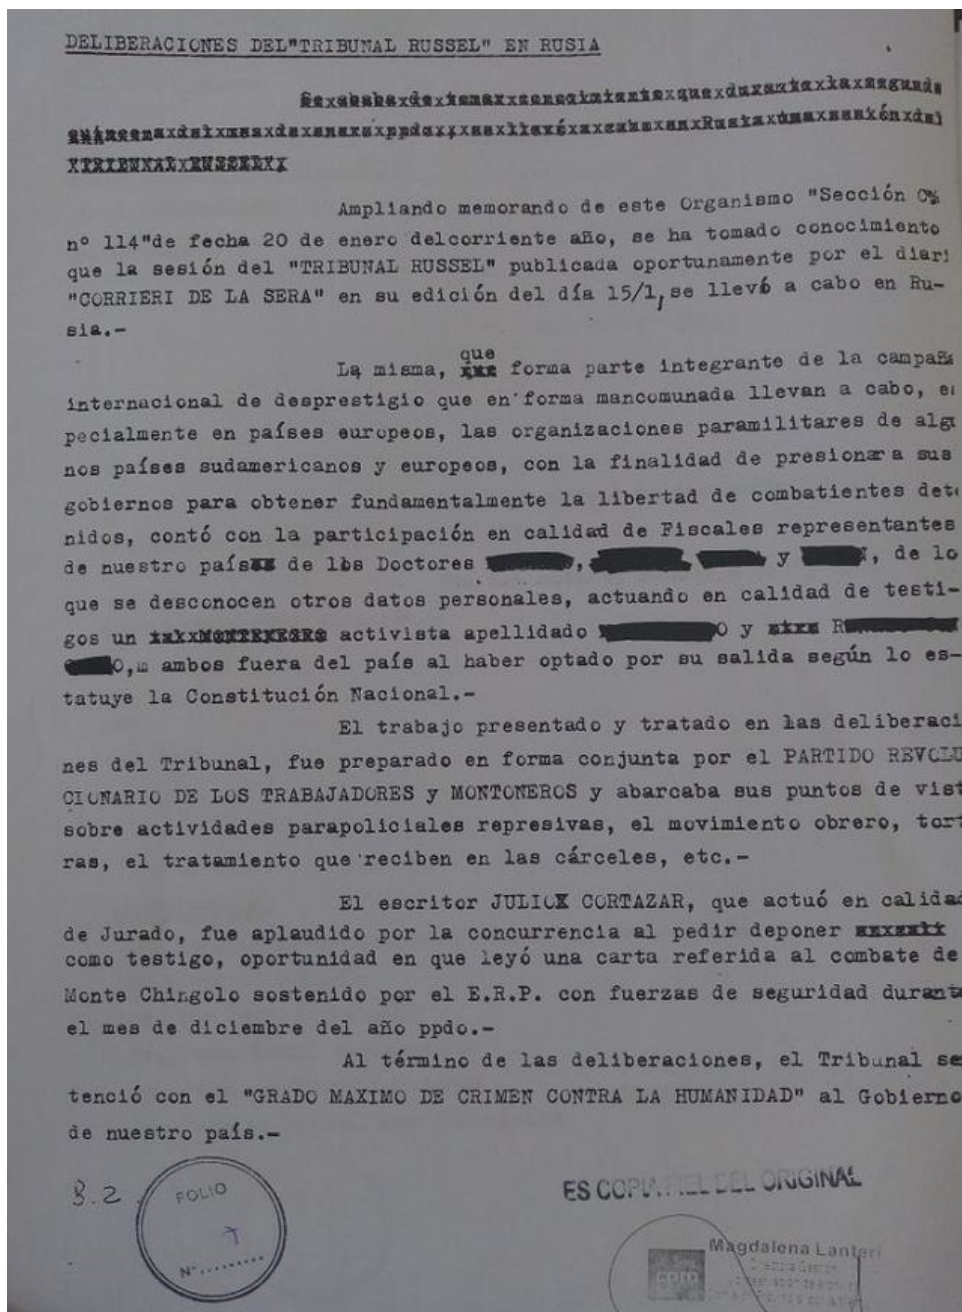 DELIBERACIONES DEL"TRIBUNAL RUSSEL" EN RUSIA
Ampliando memorando de este Organismo "Sección C%
nº 114"de fecha 20 de enero delcorriente año, se ha tomado conocimiento
que la sesión del "TRIBUNAL RUSSEL" publicada oportunamente por el diari
"CORRIERI DE LA SERA" en su edición del día 15/1, se llevó a cabo en Ru-
sia.-
que
La misma, xxx forma parte integrante de la campaña
internacional de desprestigio que en forma mancomunada llevan a cabo, e
pecialmente en países europeos, las organizaciones paramilitares de algu
nos países sudamericanos y europeos, con la finalidad de presionar a sus
gobiernos para obtener fundamentalmente la libertad de combatientes dete
nidos, contó con la participación en calidad de Fiscales representantes
de nuestro país de los Doctores , y , de lo
que se desconocen otros datos personales, actuando en calidad de testi-
gos un activista apellidado O y R
O, ambos fuera del país al haber optado por su salida según lo es-
tatuye la Constitución Nacional.-
El trabajo presentado y tratado en las deliberaci
nes del Tribunal, fue preparado en forma conjunta por el PARTIDO REVOLU
CIONARIO DE LOS TRABAJADORES y MONTONEROS y abarcaba sus puntos de vist
sobre actividades parapoliciales represivas, el movimiento obrero, tort
ras, el tratamiento que reciben en las cárceles, etc.-
El escritor JULIO CORTAZAR, que actuó en calidad
de Jurado, fue aplaudido por la concurrencia al pedir deponer
como testigo, oportunidad en que leyó una carta referida al combate de
Monte Chingolo sostenido por el E.R.P. con fuerzas de seguridad durante
el mes de diciembre del año ppdo.-
Al término de las deliberaciones, el Tribunal se
tenció con el "GRADO MAXIMO DE CRIMEN CONTRA LA HUMANIDAD" al Gobierno
de nuestro país.-
3.2
FOLIO
7
Nº.........
ES COPIA FIEL DEL ORIGINAL
Magdalena Lanteri
cpm